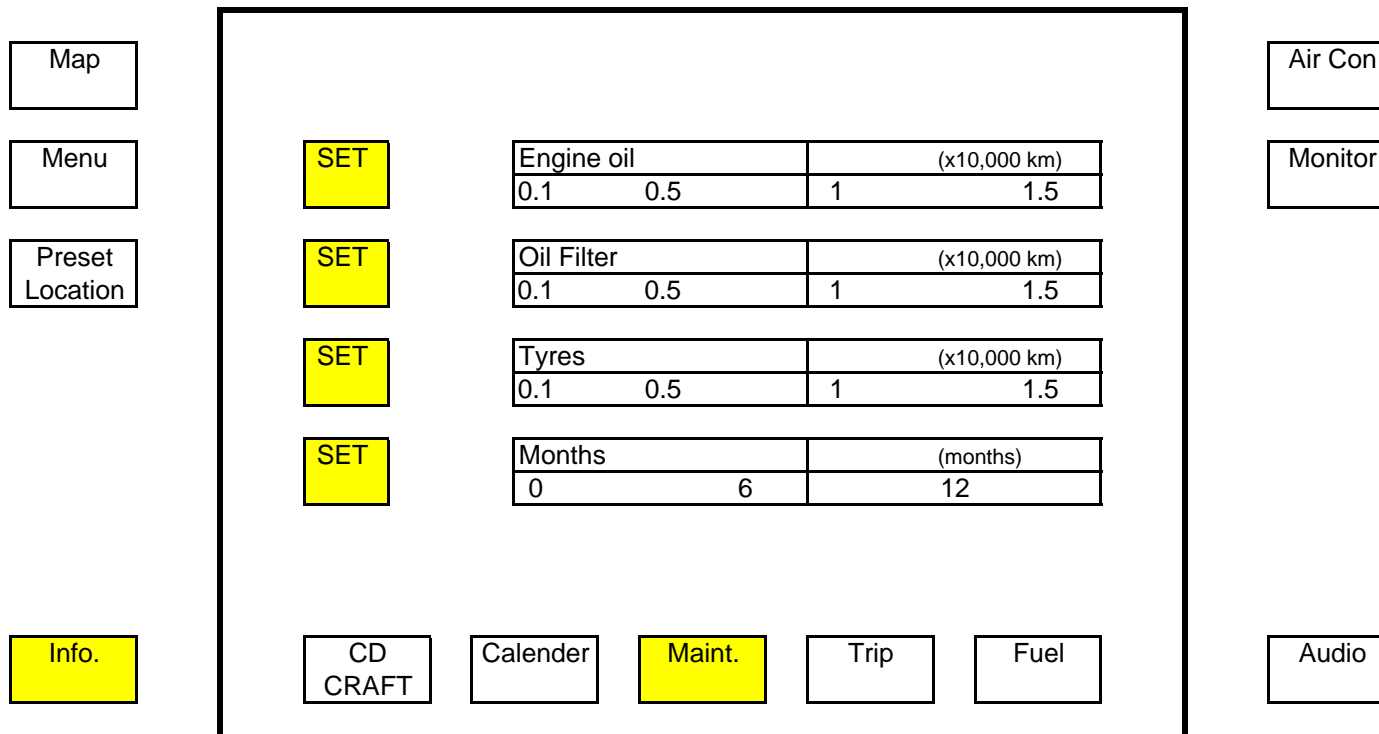 Map
Air Con
Menu
SET
Engine oil (x10,000 km)
Monitor
0.1 0.5 1 1.5
Preset
Location
SET
Oil Filter (x10,000 km)
0.1 0.5 1 1.5
SET
Tyres (x10,000 km)
0.1 0.5 1 1.5
SET
Months (months)
0 6 12
Info.
CD
CRAFT
Calender
Maint.
Trip
Fuel
Audio